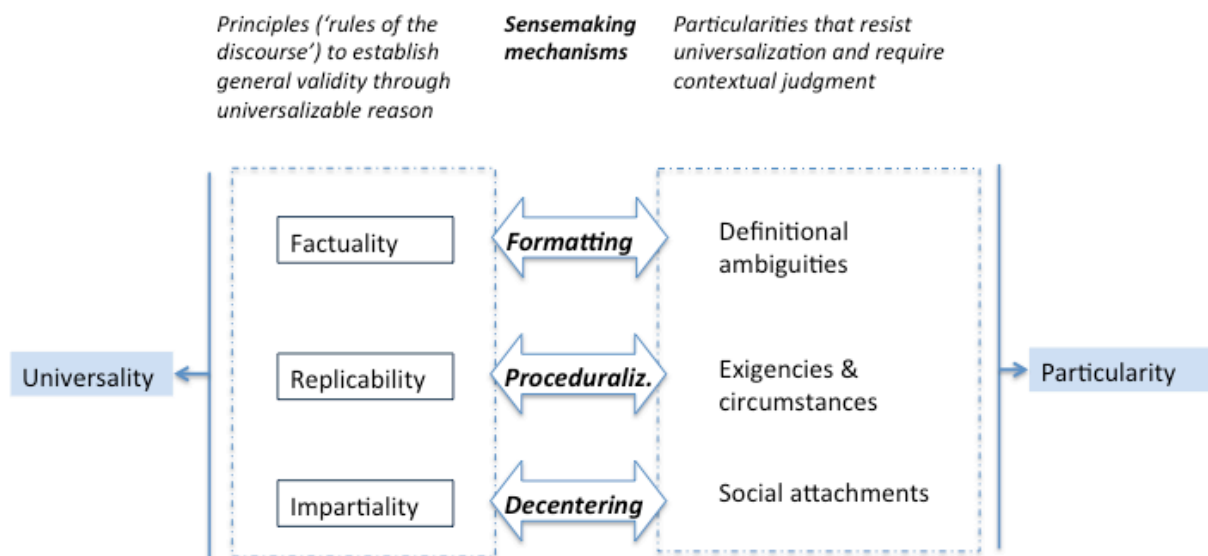 Principles (‘rules of the
discourse’) to establish
general validity through
universalizable reason
Sensemaking
mechanisms
Particularities that resist
universalization and require
contextual judgment
Factuality
Formatting
Definitional
ambiguities
Universality
Replicability
Proceduraliz.
Exigencies &
circumstances
Particularity
Impartiality
Decentering
Social attachments